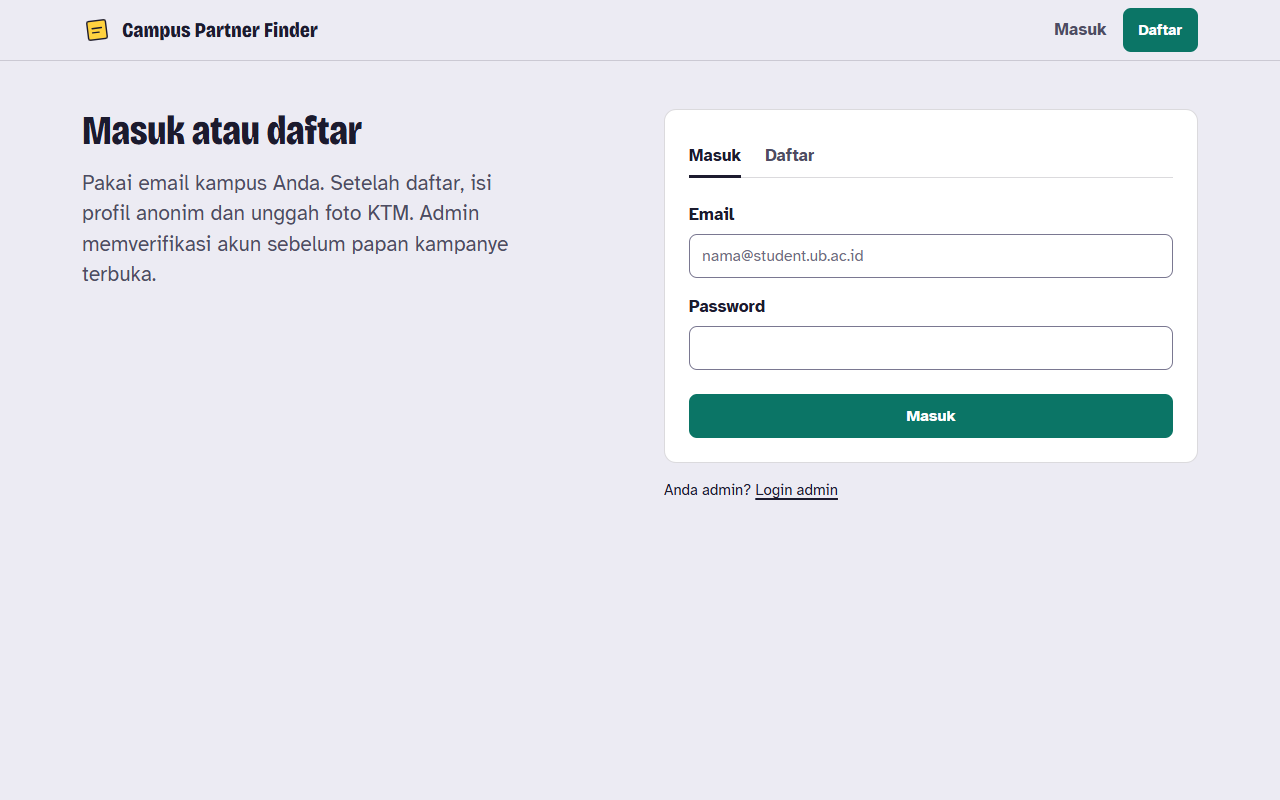 Campus Partner Finder
Masuk
Daftar
Masuk atau daftar
Pakai email kampus Anda. Setelah daftar, isi
profil anonim dan unggah foto KTM. Admin
memverifikasi akun sebelum papan kampanye
terbuka.
Masuk
Daftar
Email
nama@student.ub.ac.id
Password
Masuk
Anda admin? Login admin